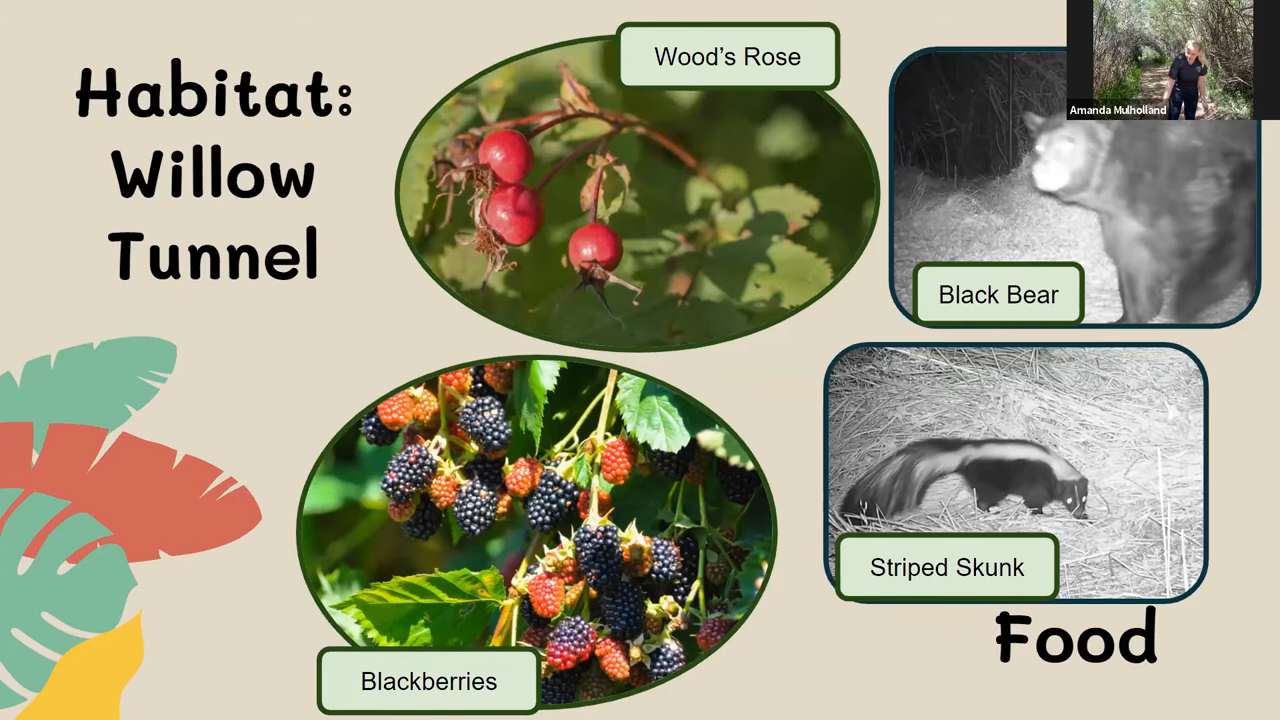 Habitat:
Willow
Tunnel
Wood's Rose
Amanda Mulholland
Black Bear
Striped Skunk
Blackberries
Food